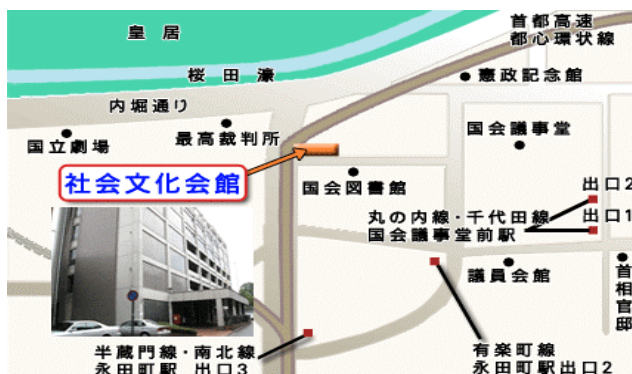 皇居
首都高速
都心環状線
桜田濠
憲政記念館
内堀通り
国立劇場
最高裁判所
国会議事堂
社会文化会館
国会図書館
出口2
丸の内線・千代田線
国会議事堂前駅
出口1
議員会館
首相官邸
半蔵門線・南北線
永田町駅 出口3
有楽町線
永田町駅出口2